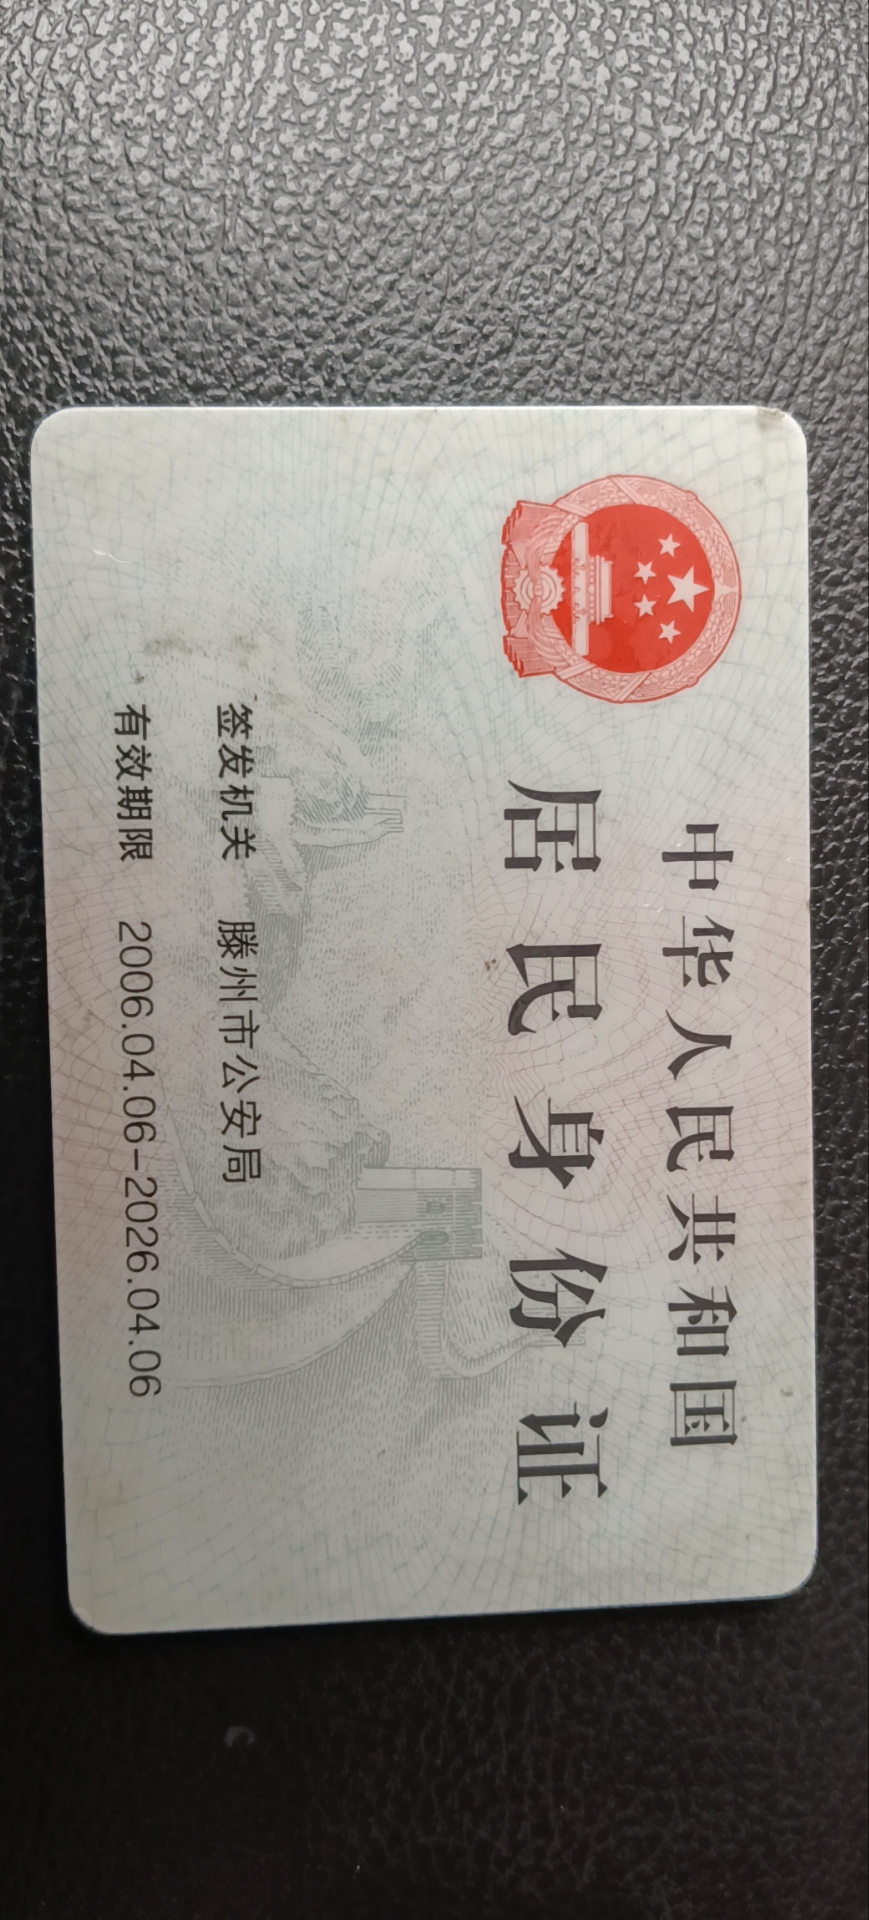 中华人民共和国
居民身份证
签发机关 滕州市公安局
有效期限 2006.04.06-2026.04.06